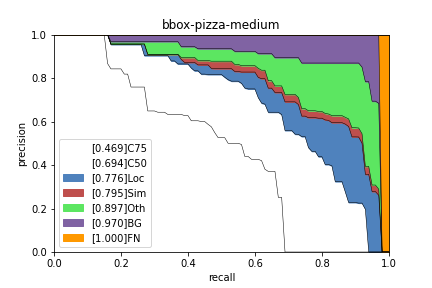 bbox-pizza-medium
1.0
0.8
0.6
0.4
0.2
0.0
precision
[0.469]C75
[0.694]C50
[0.776]Loc
[0.795]Sim
[0.897]Oth
[0.970]BG
[1.000]FN
0.0 0.2 0.4 0.6 0.8 1.0
recall